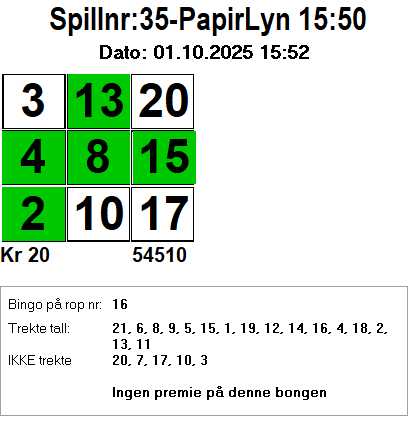 Spillnr:35-PapirLyn 15:50
Dato: 01.10.2025 15:52
3 13 20
4 8 15
2 10 17
Kr 20 54510
Bingo på rop nr: 16
Trekte tall: 21, 6, 8, 9, 5, 15, 1, 19, 12, 14, 16, 4, 18, 2,
13, 11
IKKE trekte 20, 7, 17, 10, 3
Ingen premie på denne bongen